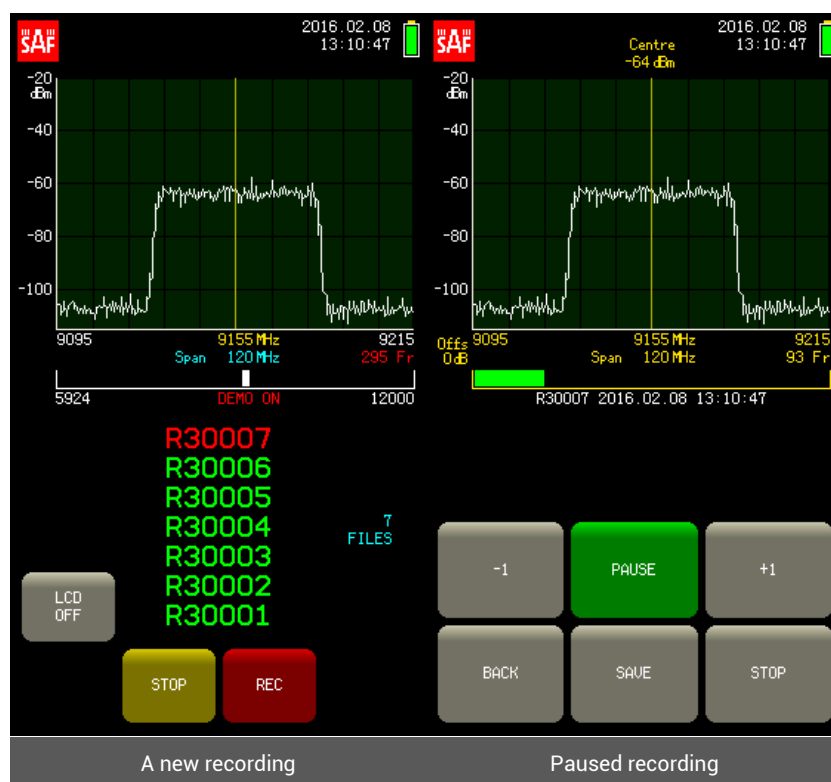 SAF
2016.02.08
13:10:47
-20
dBm
-40
-60
-80
-100
9095 9155 MHz 9215
Span 120 MHz 295 Fr
5924 DEMO ON 12000
R30007
R30006
R30005
R30004
R30003
R30002
R30001
7
FILES
LCD
OFF
STOP REC
A new recording
SAF
2016.02.08
13:10:47
Centre
-64 dBm
-20
dBm
-40
-60
-80
-100
Offs 9095 9155 MHz 9215
0dB Span 120 MHz 93 Fr
R30007 2016.02.08 13:10:47
-1 PAUSE +1
BACK SAVE STOP
Paused recording